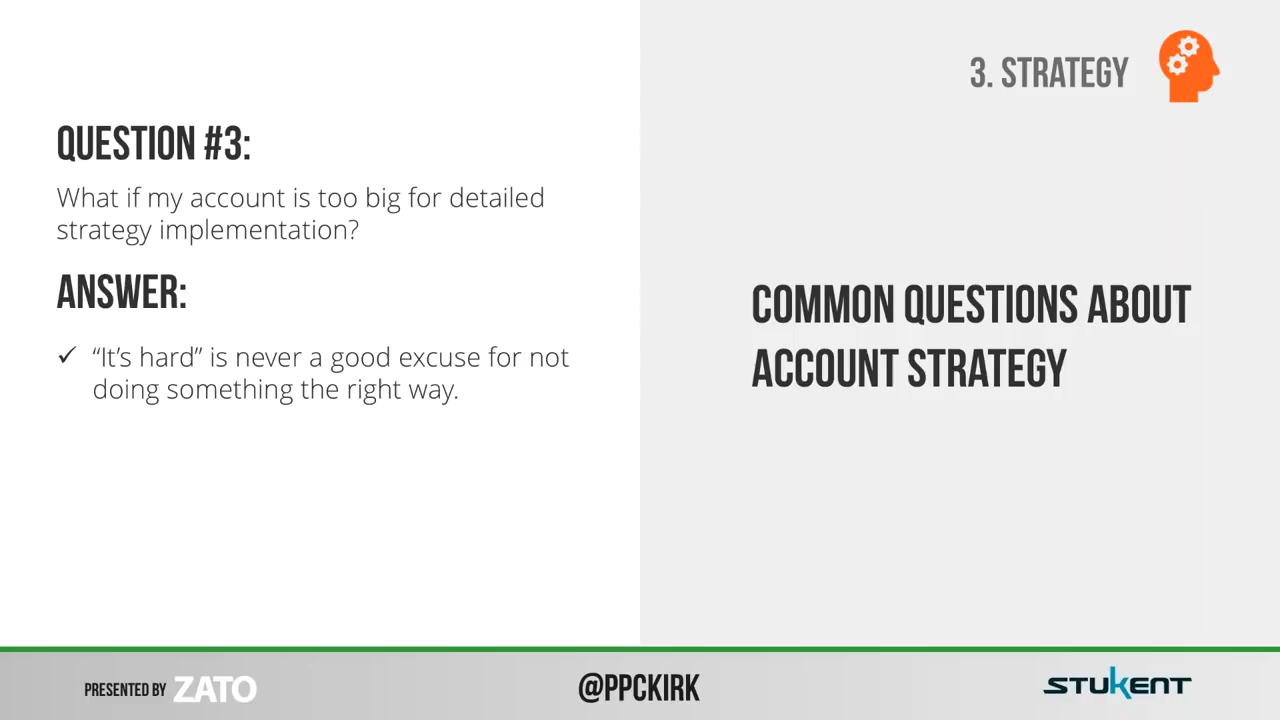 3. STRATEGY
QUESTION #3:
What if my account is too big for detailed
strategy implementation?
ANSWER:
✓ “It’s hard” is never a good excuse for not
doing something the right way.
COMMON QUESTIONS ABOUT
ACCOUNT STRATEGY
PRESENTED BY ZATO
@PPCKIRK
STUKENT